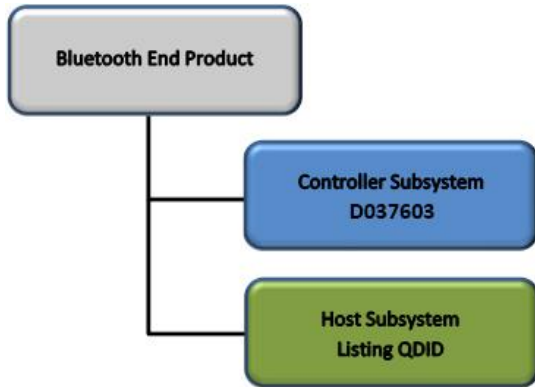 Bluetooth End Product
Controller Subsystem
D037603
Host Subsystem
Listing QDID